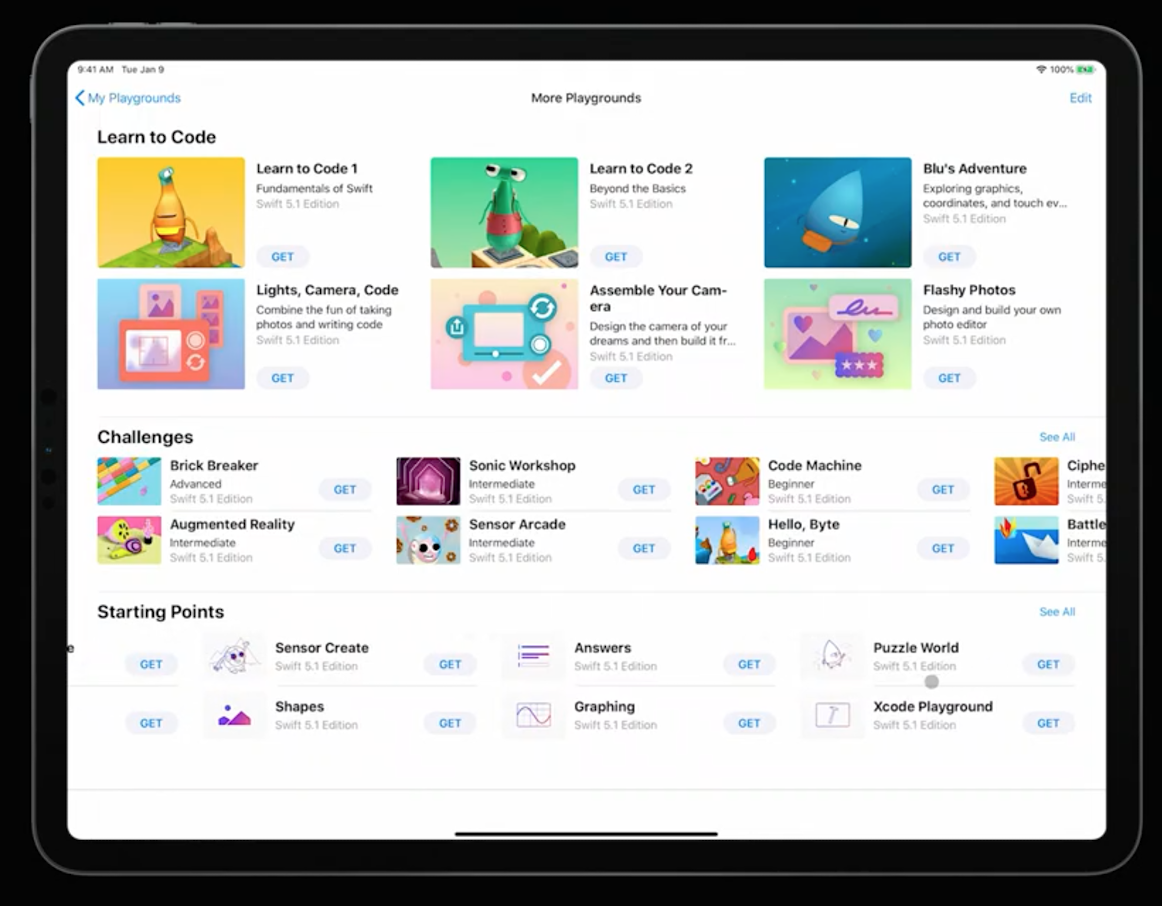 9:41 AM Tue Jan 9
100%
My Playgrounds
More Playgrounds
Edit
Learn to Code
Learn to Code 1
Fundamentals of Swift
Swift 5.1 Edition
GET
Learn to Code 2
Beyond the Basics
Swift 5.1 Edition
GET
Blu's Adventure
Exploring graphics,
coordinates, and touch ev...
Swift 5.1 Edition
GET
Lights, Camera, Code
Combine the fun of taking
photos and writing code
Swift 5.1 Edition
GET
Assemble Your Cam-
era
Design the camera of your
dreams and then build it fr...
Swift 5.1 Edition
GET
Flashy Photos
Design and build your own
photo editor
Swift 5.1 Edition
GET
Challenges
See All
Brick Breaker
Advanced
Swift 5.1 Edition
GET
Sonic Workshop
Intermediate
Swift 5.1 Edition
GET
Code Machine
Beginner
Swift 5.1 Edition
GET
Ciphe
Interme
Swift 5.
Augmented Reality
Intermediate
Swift 5.1 Edition
GET
Sensor Arcade
Intermediate
Swift 5.1 Edition
GET
Hello, Byte
Beginner
Swift 5.1 Edition
GET
Battle
Interme
Swift 5.
Starting Points
See All
e
GET
Sensor Create
Swift 5.1 Edition
GET
Answers
Swift 5.1 Edition
GET
Puzzle World
Swift 5.1 Edition
GET
GET
Shapes
Swift 5.1 Edition
GET
Graphing
Swift 5.1 Edition
GET
Xcode Playground
Swift 5.1 Edition
GET